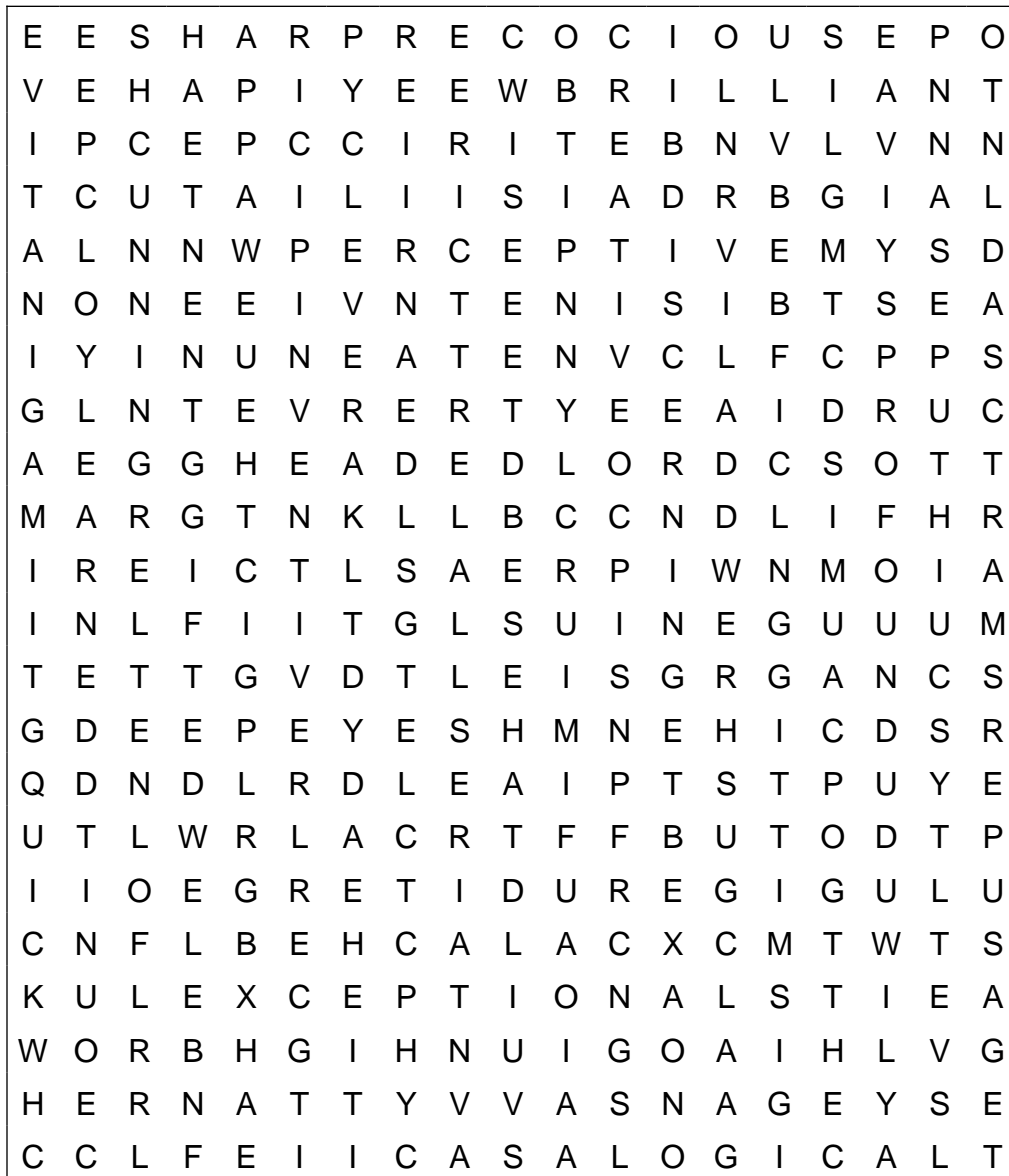 E E S H A R P R E C O C I O U S E P O
V E H A P I Y E E W B R I L L I A N T
I P C E P C C I R I T E B N V L V N N
T C U T A I L I I S I A D R B G I A L
A L N N W P E R C E P T I V E M Y S D
N O N E E I V N T E N I S I B T S E A
I Y I N U N E A T E N V C L F C P P S
G L N T E V R E R T Y E E A I D R U C
A E G G H E A D E D L O R D C S O T T
M A R G T N K L L B C C N D L I F H R
I R E I C T L S A E R P I W N M O I A
I N L F I I T G L S U I N E G U U U M
T E T T G V D T L E I S G R G A N C S
G D E E P E Y E S H M N E H I C D S R
Q D N D L R D L E A I P T S T P U Y E
U T L W R L A C R T F F B U T O D T P
I I O E G R E T I D U R E G I G U L U
C N F L B E H C A L A C X C M T W T S
K U L E X C E P T I O N A L S T I E A
W O R B H G I H N U I G O A I H L V G
H E R N A T T Y V V A S N A G E Y S E
C C L F E I I C A S A L O G I C A L T